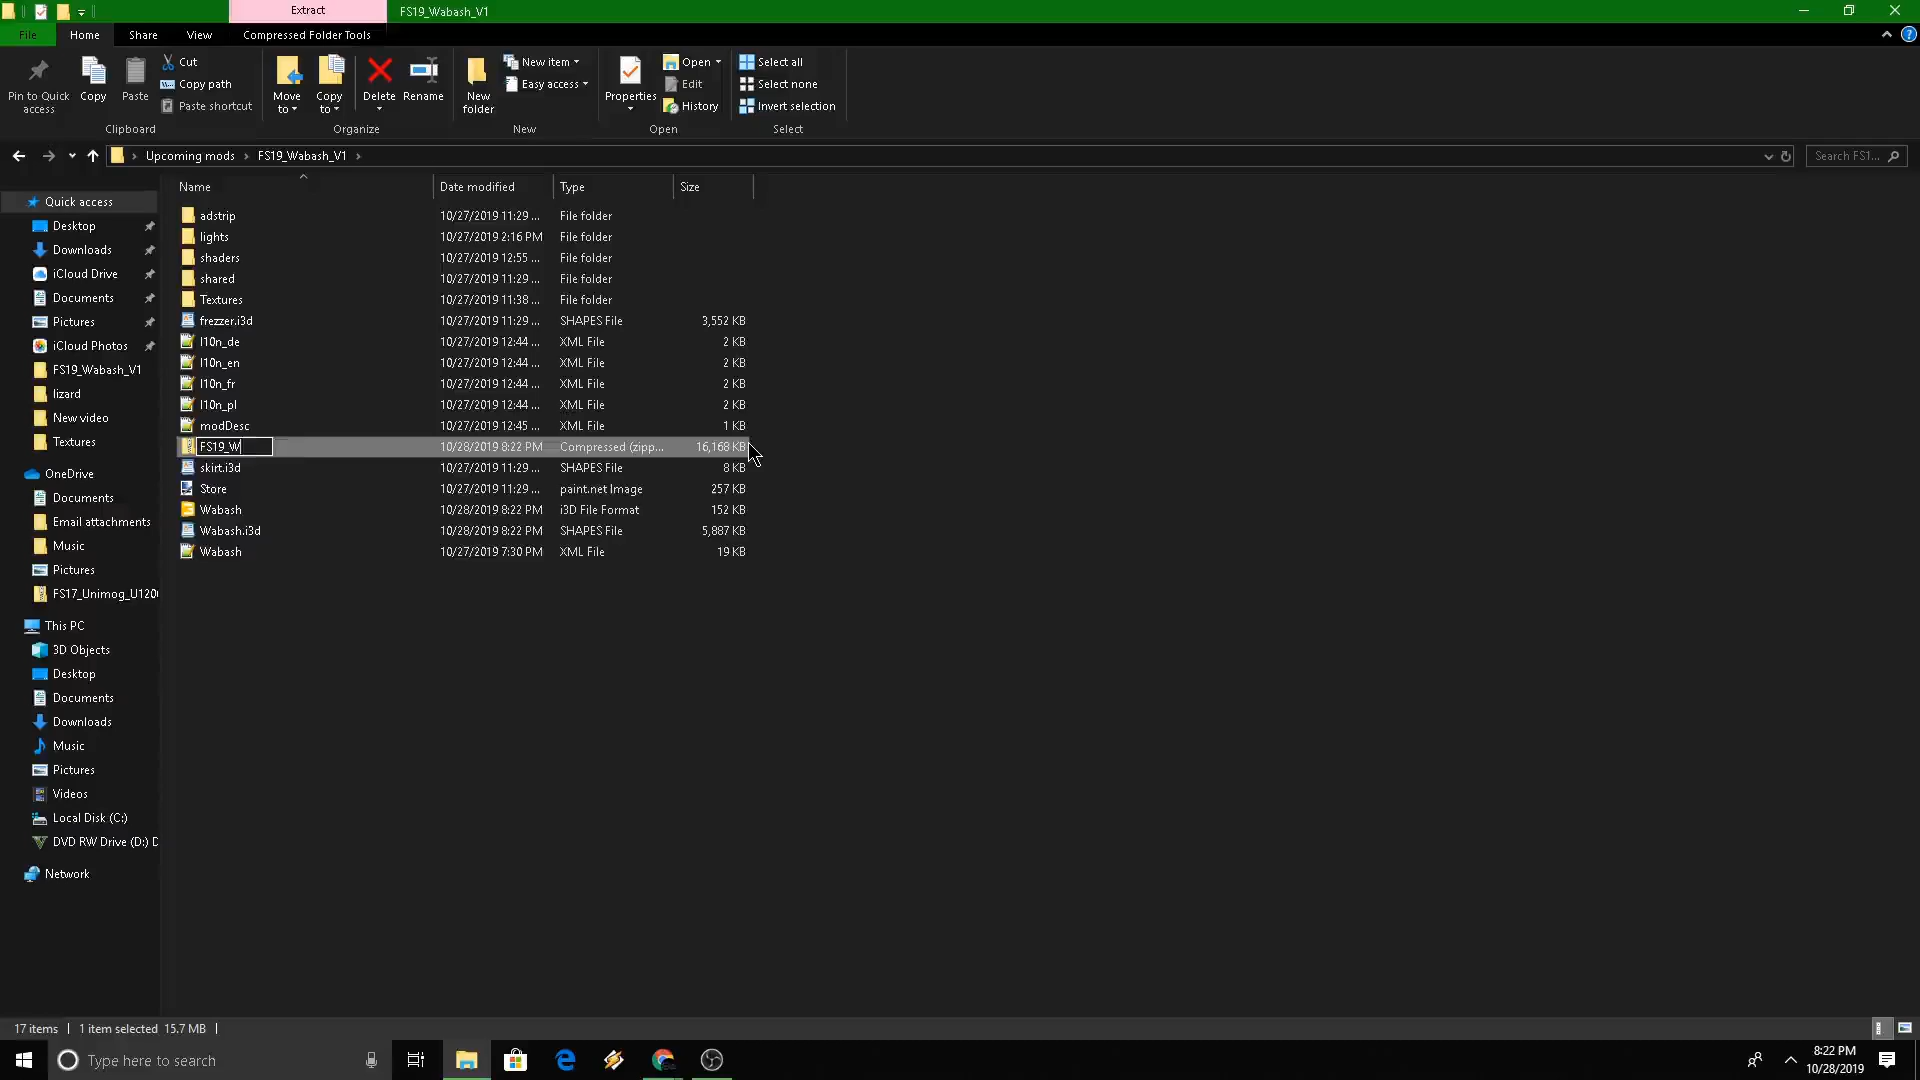 Extract
FS19_Wabash_V1
File
Home
Share
View
Compressed Folder Tools
Pin to Quick
access
Copy
Paste
Cut
Copy path
Paste shortcut
Clipboard
Move
to
Copy
to
Delete
Rename
Organize
New
folder
New item
Easy access
New
Properties
Open
Edit
History
Open
Select all
Select none
Invert selection
Select
Upcoming mods > FS19_Wabash_V1 >
Search FS1...
Name
Date modified
Type
Size
adstrip 10/27/2019 11:29 ... File folder
lights 10/27/2019 2:16 PM File folder
shaders 10/27/2019 12:55 ... File folder
shared 10/27/2019 11:29 ... File folder
Textures 10/27/2019 11:38 ... File folder
frezzer.i3d 10/27/2019 11:29 ... SHAPES File 3,552 KB
l10n_de 10/27/2019 12:44 ... XML File 2 KB
l10n_en 10/27/2019 12:44 ... XML File 2 KB
l10n_fr 10/27/2019 12:44 ... XML File 2 KB
l10n_pl 10/27/2019 12:44 ... XML File 2 KB
modDesc 10/27/2019 12:45 ... XML File 1 KB
FS19_W 10/28/2019 8:22 PM Compressed (zipp... 16,168 KB
skirt.i3d 10/27/2019 11:29 ... SHAPES File 8 KB
Store 10/27/2019 11:29 ... paint.net Image 257 KB
Wabash 10/28/2019 8:22 PM i3D File Format 152 KB
Wabash.i3d 10/28/2019 8:22 PM SHAPES File 5,887 KB
Wabash 10/27/2019 7:30 PM XML File 19 KB
Quick access
Desktop
Downloads
iCloud Drive
Documents
Pictures
iCloud Photos
FS19_Wabash_V1
lizard
New video
Textures
OneDrive
Documents
Email attachments
Music
Pictures
FS17_Unimog_U120
This PC
3D Objects
Desktop
Documents
Downloads
Music
Pictures
Videos
Local Disk (C:)
DVD RW Drive (D:) D
Network
17 items
1 item selected 15.7 MB
Type here to search
8:22 PM
10/28/2019